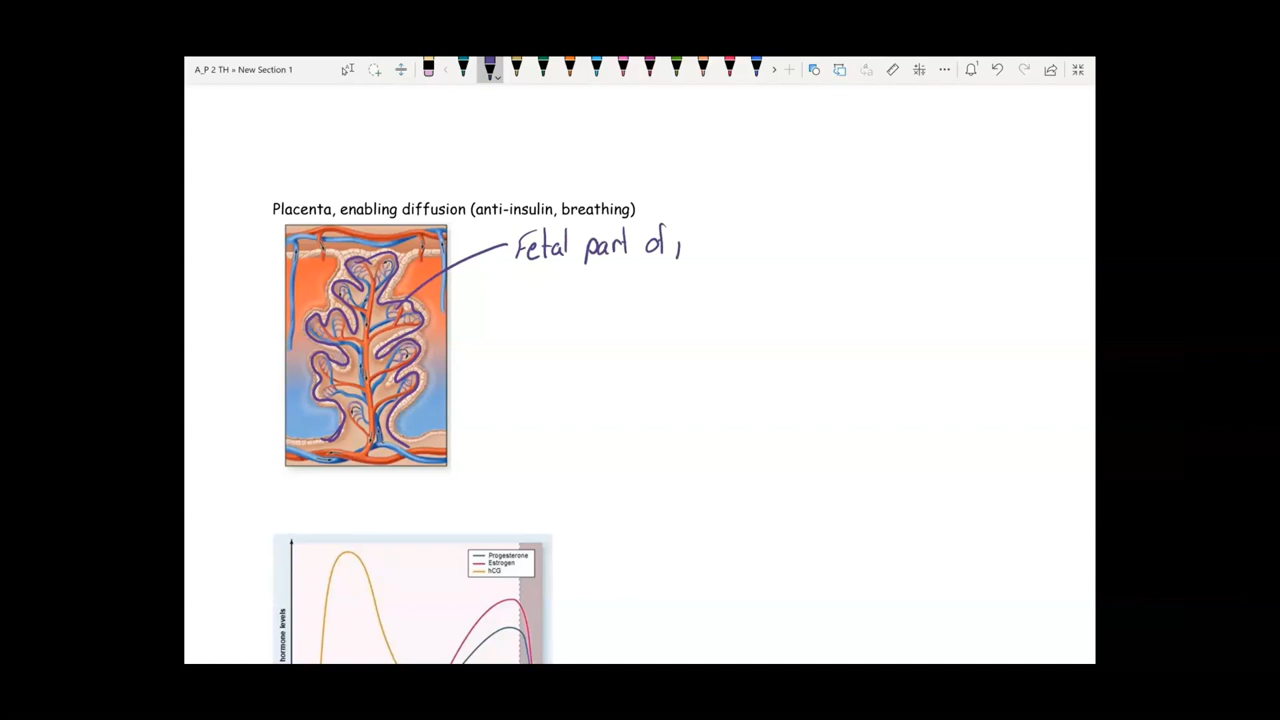 A_P 2 TH » New Section 1
Placenta, enabling diffusion (anti-insulin, breathing)
Fetal part of
Progesterone
Estrogen
hCG
hormone levels